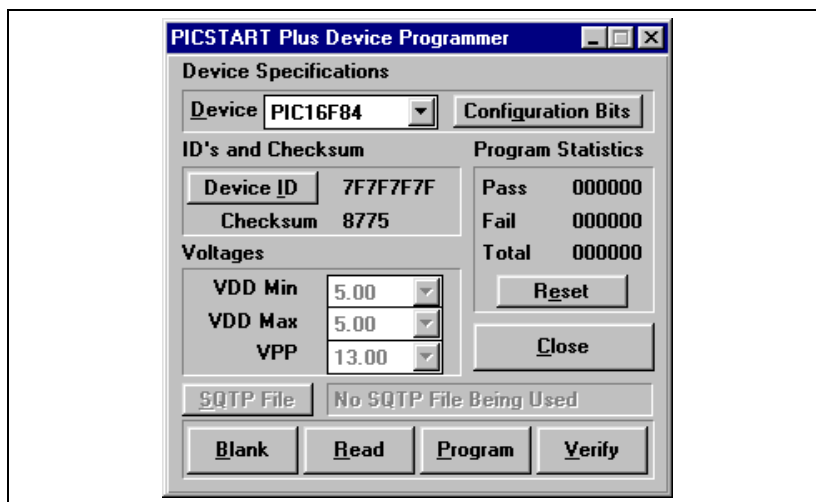 PICSTART Plus Device Programmer
Device Specifications
Device PIC16F84 Configuration Bits
ID's and Checksum
Device ID 7F7F7F7F
Checksum 8775
Program Statistics
Pass 000000
Fail 000000
Total 000000
Reset
Voltages
VDD Min 5.00
VDD Max 5.00
VPP 13.00
Close
SQTP File No SQTP File Being Used
Blank Read Program Verify